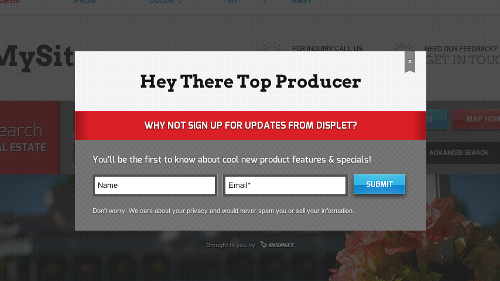 MySit
FOR INQUIRY CALL US
NEED OUR FEEDBACK?
GET IN TOUC
×
Hey There Top Producer
WHY NOT SIGN UP FOR UPDATES FROM DISPLET?
earch
AL ESTATE
MAP HOM
ADVANCED SEARCH
You'll be the first to know about cool new product features & specials!
Name
Email*
SUBMIT
Don't worry. We care about your privacy and would never spam you or sell your information.
Brought to you by DISPLET